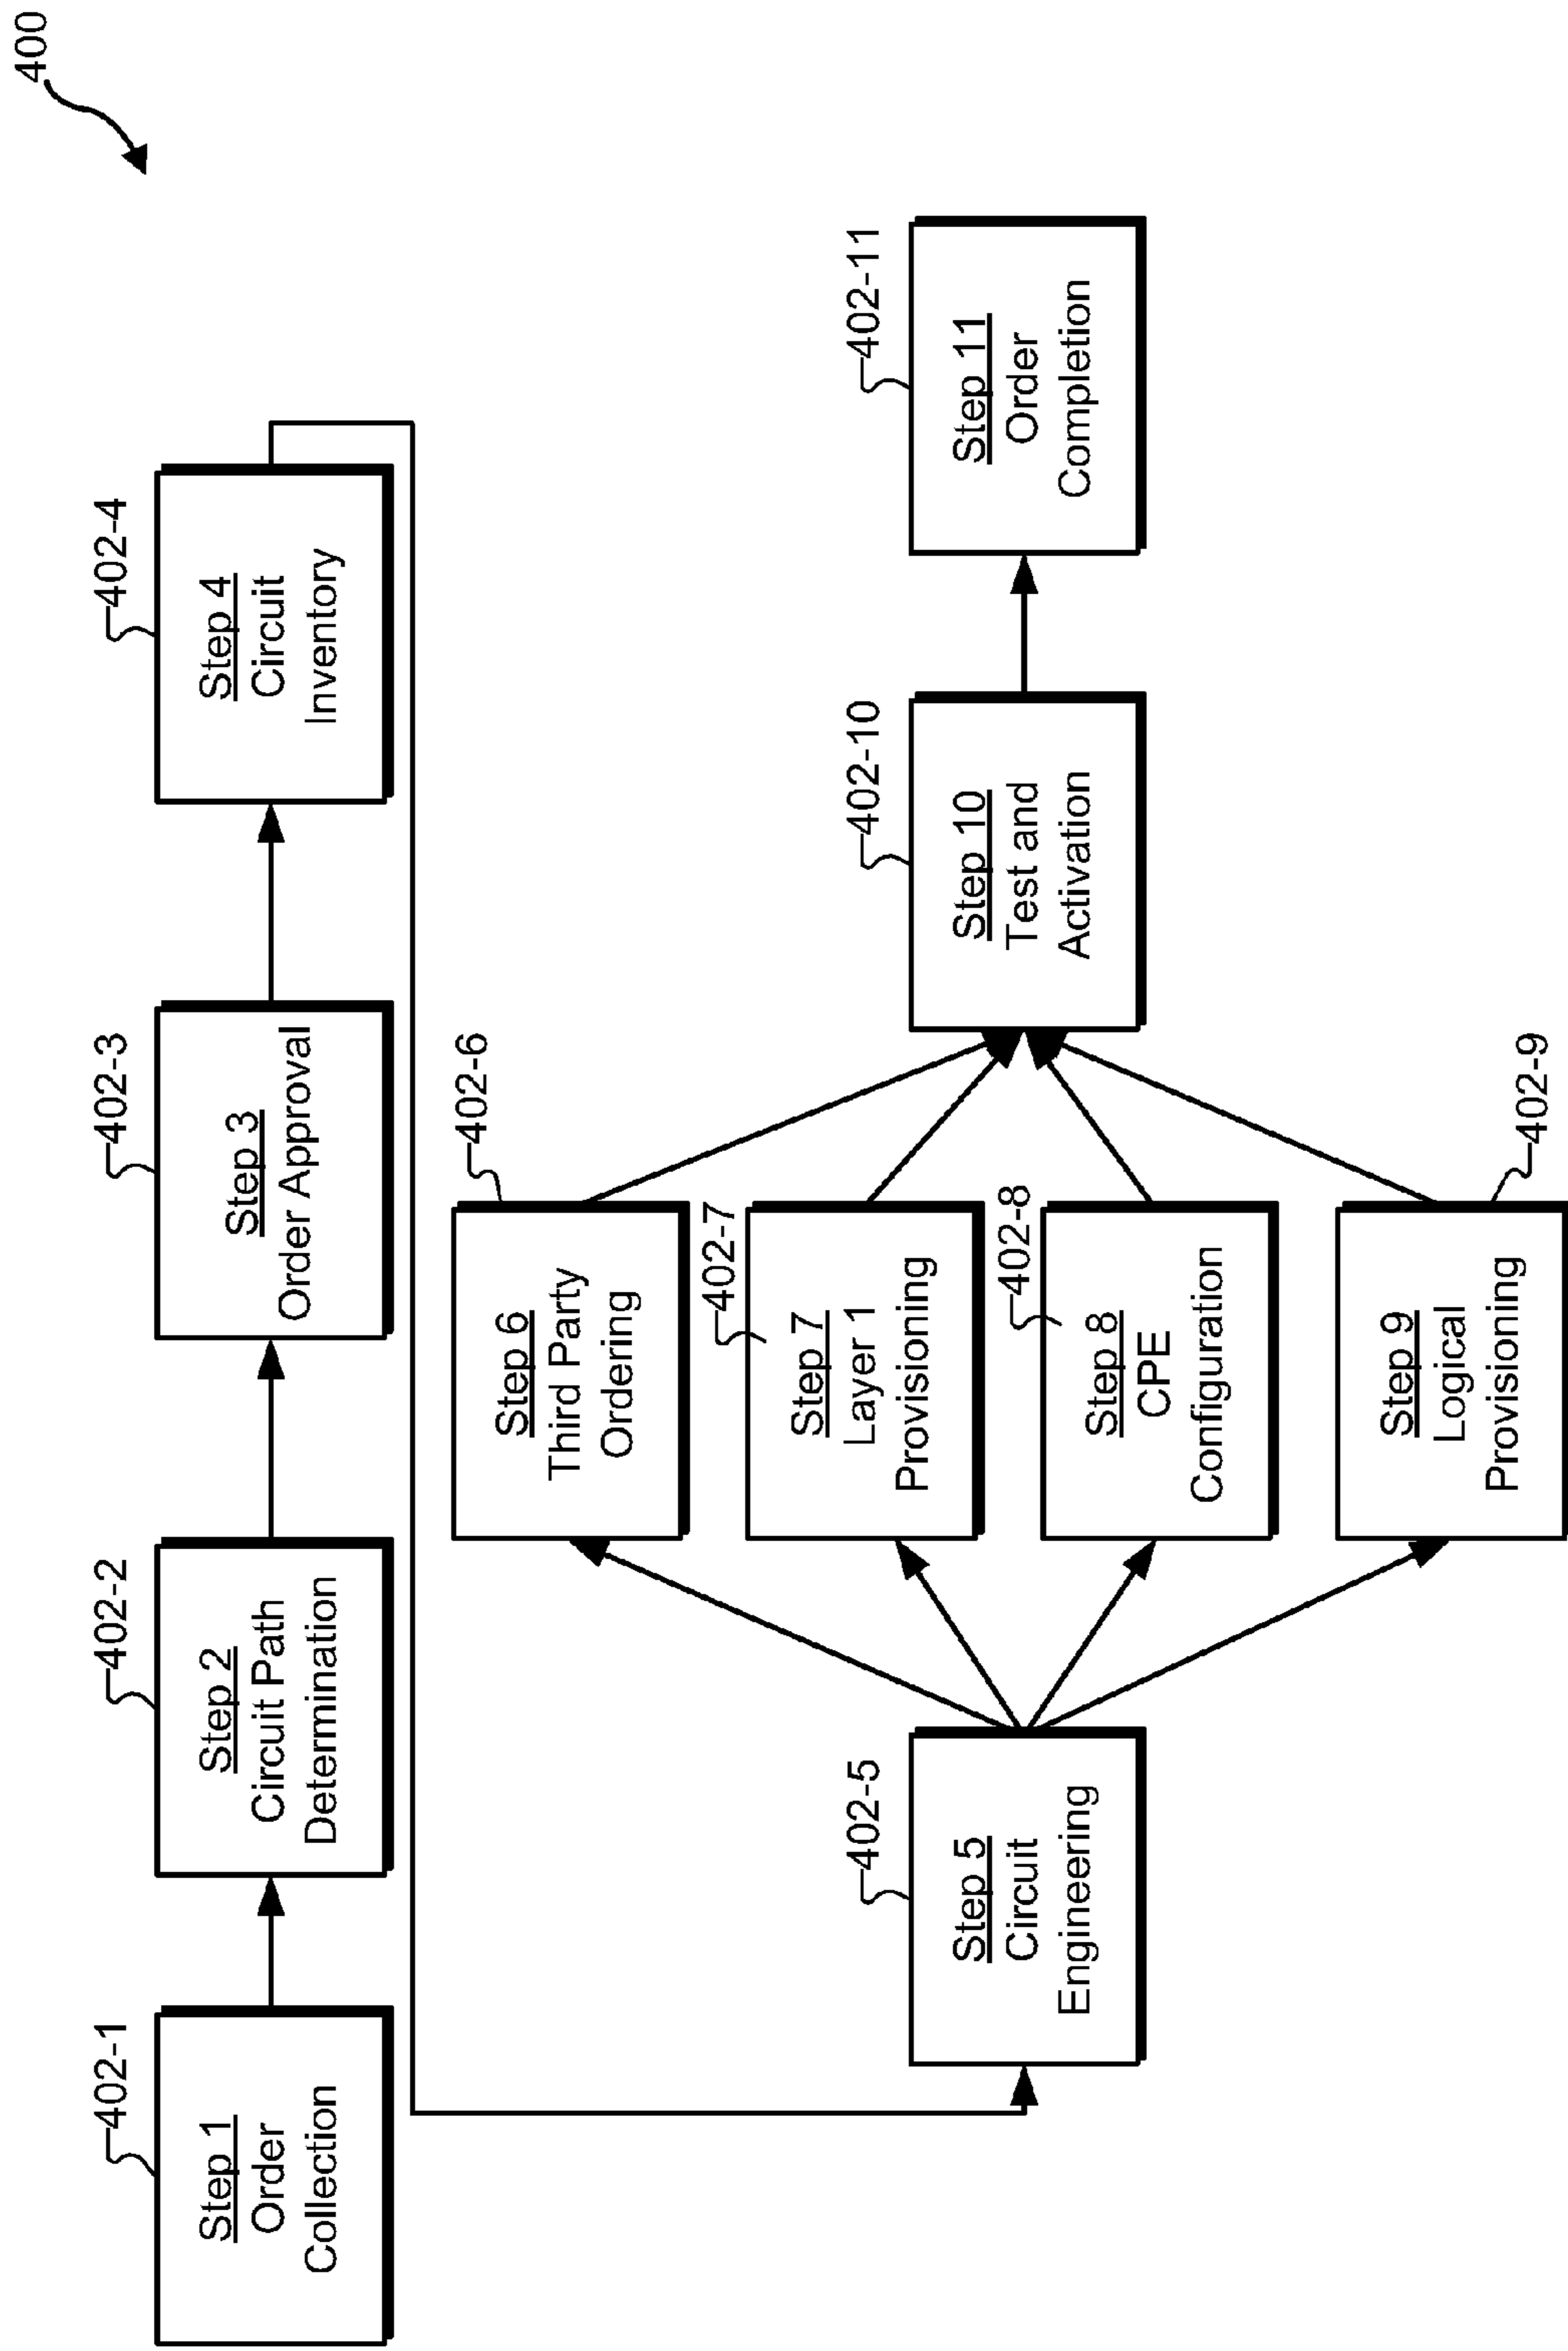 400
402-1
Step 1
Order
Collection
402-2
Step 2
Circuit Path
Determination
402-3
Step 3
Order Approval
402-4
Step 4
Circuit
Inventory
402-5
Step 5
Circuit
Engineering
402-6
Step 6
Third Party
Ordering
402-7
Step 7
Layer 1
Provisioning
402-8
Step 8
CPE
Configuration
402-9
Step 9
Logical
Provisioning
402-10
Step 10
Test and
Activation
402-11
Step 11
Order
Completion